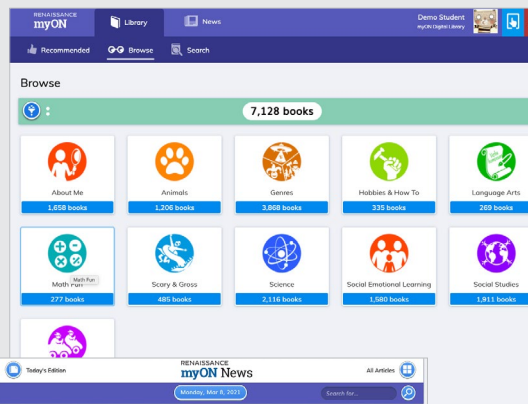 RENAISSANCE
myON
Library
News
Demo Student
myON Digital Library
Recommended
Browse
Search
Browse
7,128 books
About Me
Animals
Genres
Hobbies & How To
Language Arts
1,658 books
1,206 books
3,868 books
335 books
269 books
Math Fun
Math Fun
Scary & Gross
Science
Social Emotional Learning
Social Studies
277 books
485 books
2,116 books
1,580 books
1,911 books
Today's Edition
RENAISSANCE
myON News
All Articles
Monday, Mar 8, 2021
Search for...